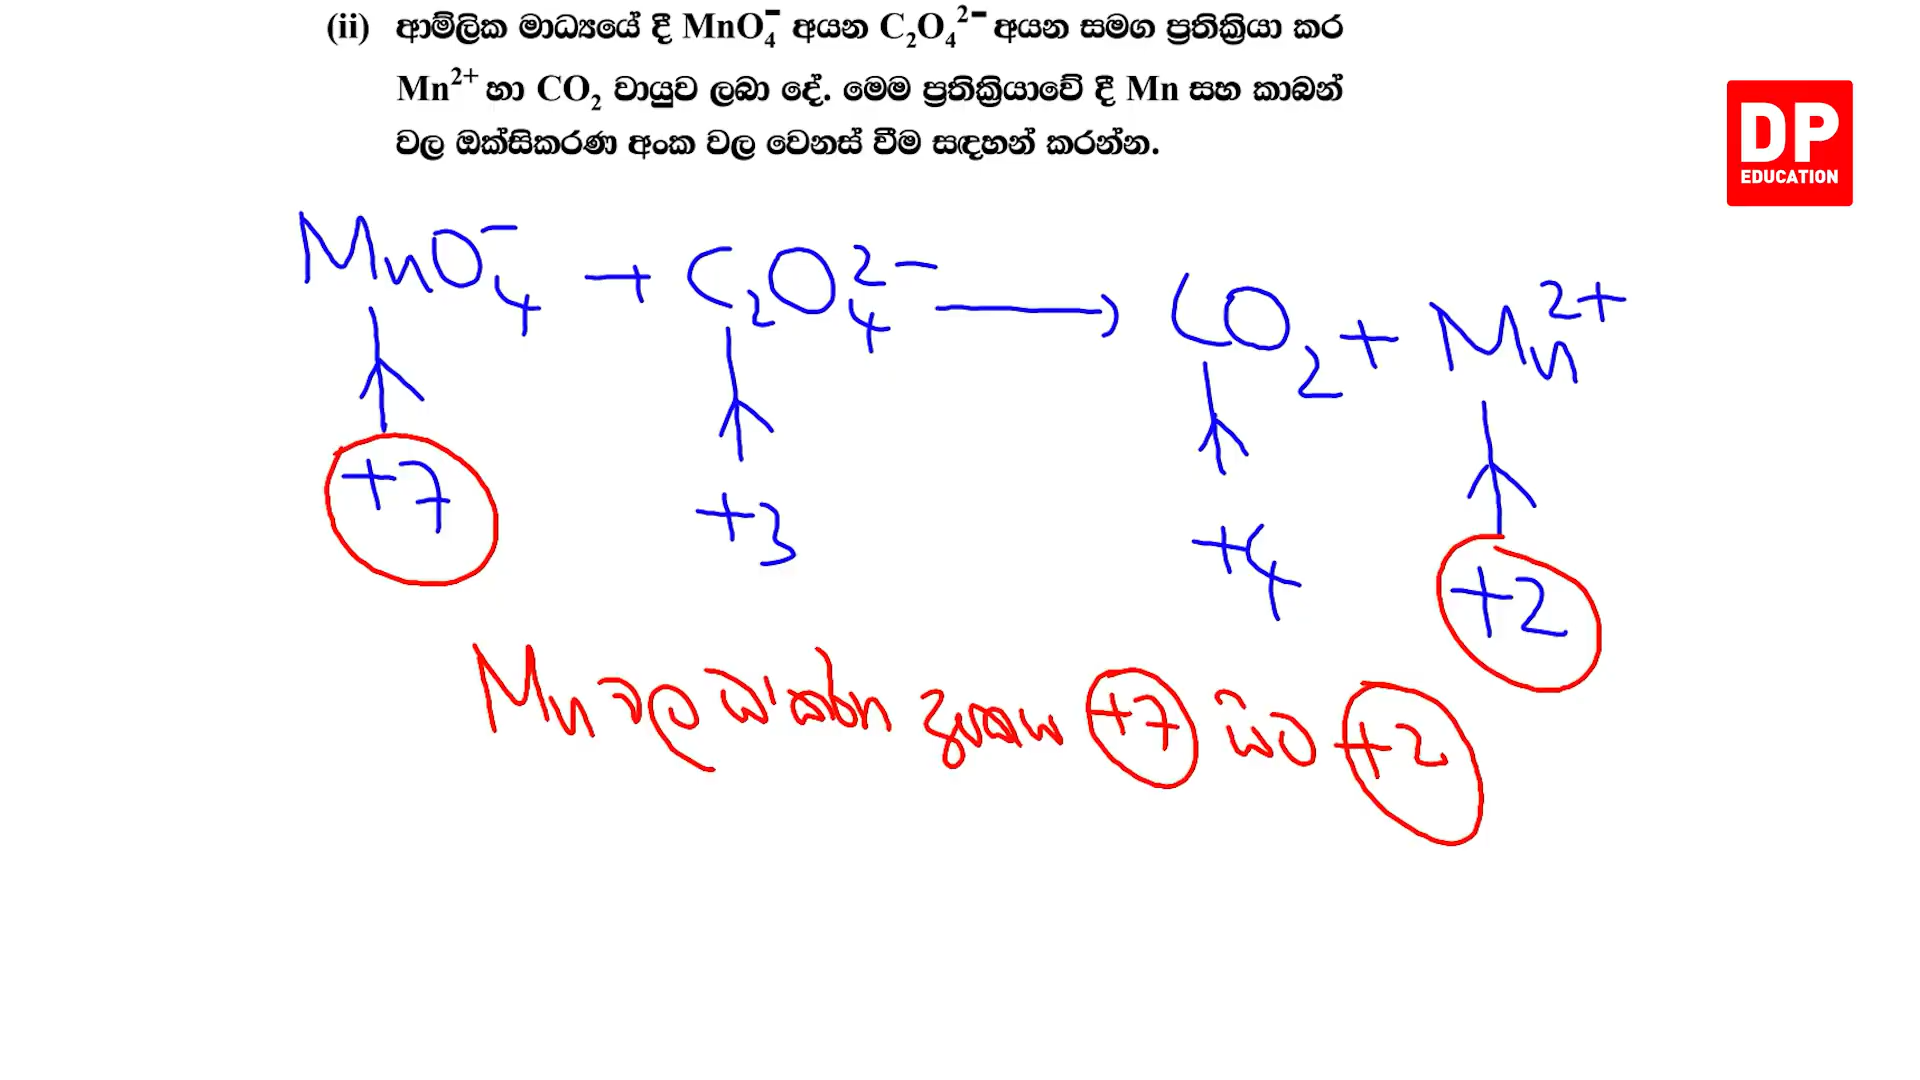 (ii) ආම්ලික මාධ්‍යයේ දී MnO₄⁻ අයන C₂O₄²⁻ අයන සමග ප්‍රතික්‍රියා කර
Mn²⁺ හා CO₂ වායුව ලබා දේ. මෙම ප්‍රතික්‍රියාවේ දී Mn සහ කාබන්
වල ඔක්සිකරණ අංක වල වෙනස් වීම සඳහන් කරන්න.
DP
EDUCATION
MnO₄⁻ + C₂O₄²⁻ ⟶ CO₂ + Mn²⁺
+7 +3 +4 +2
Mn වල අංකය +7 සිට +2